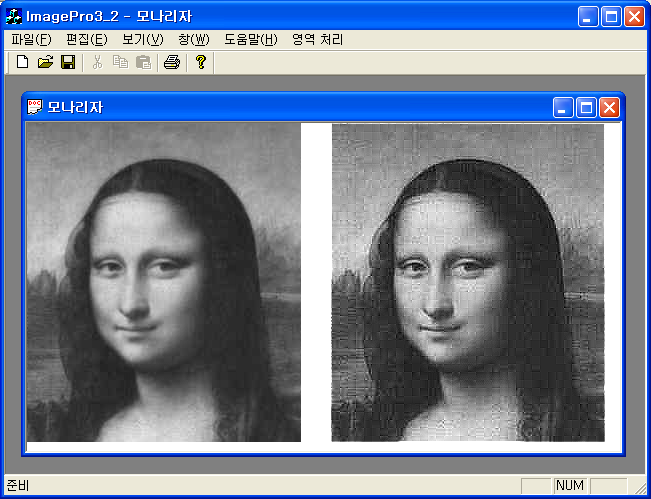 ImagePro3_2 - 모나리자
파일(F) 편집(E) 보기(V) 창(W) 도움말(H) 영역 처리
DOC 모나리자
준비 NUM